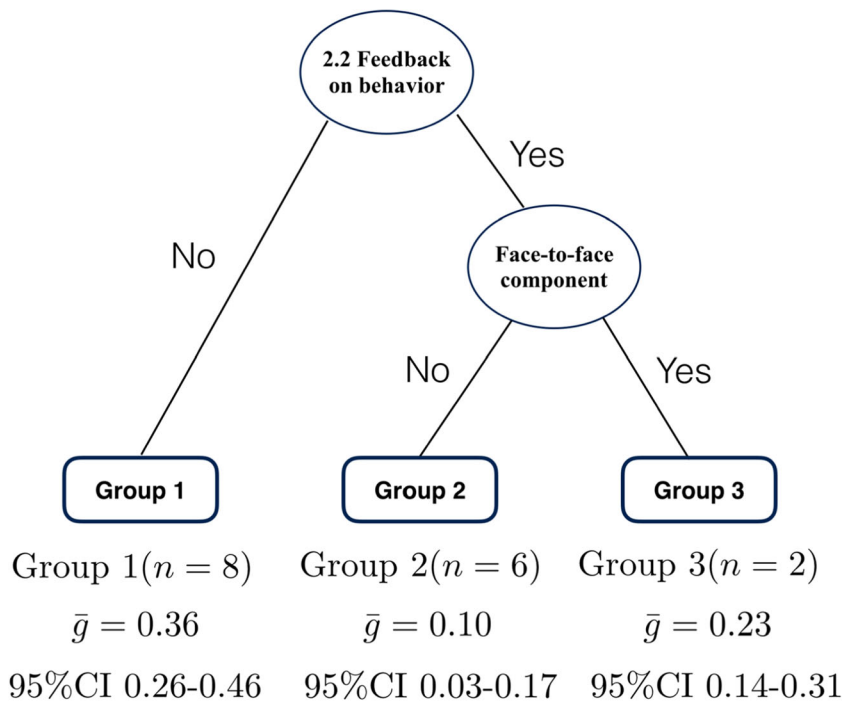 2.2 Feedback
on behavior
Yes
No
Face-to-face
component
No
Yes
Group 1
Group 2
Group 3
Group 1(n = 8)
Group 2(n = 6)
Group 3(n = 2)
ḡ = 0.36
ḡ = 0.10
ḡ = 0.23
95%CI 0.26-0.46
95%CI 0.03-0.17
95%CI 0.14-0.31